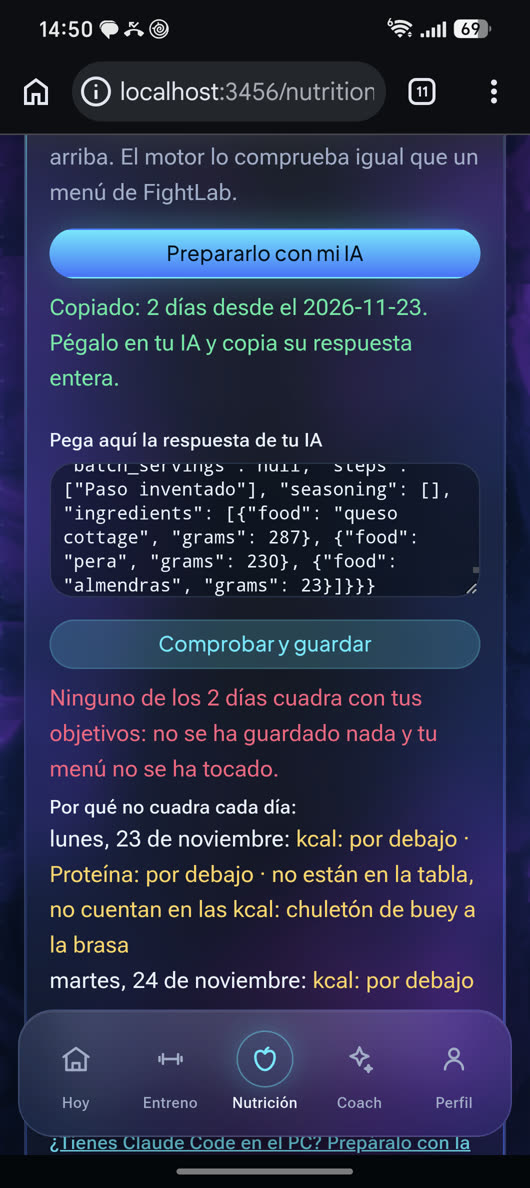 14:50
6
69
localhost:3456/nutrition
11
arriba. El motor lo comprueba igual que un
menú de FightLab.
Prepararlo con mi IA
Copiado: 2 días desde el 2026-11-23.
Pégalo en tu IA y copia su respuesta
entera.
Pega aquí la respuesta de tu IA
"batch_servings": null, "steps":
["Paso inventado"], "seasoning": [],
"ingredients": [{"food": "queso
cottage", "grams": 287}, {"food":
"pera", "grams": 230}, {"food":
"almendras", "grams": 23}]}}}
Comprobar y guardar
Ninguno de los 2 días cuadra con tus
objetivos: no se ha guardado nada y tu
menú no se ha tocado.
Por qué no cuadra cada día:
lunes, 23 de noviembre: kcal: por debajo ·
Proteína: por debajo · no están en la tabla,
no cuentan en las kcal: chuletón de buey a
la brasa
martes, 24 de noviembre: kcal: por debajo
Hoy
Entreno
Nutrición
Coach
Perfil
¿Tienes Claude Code en el PC? Prepáralo con la